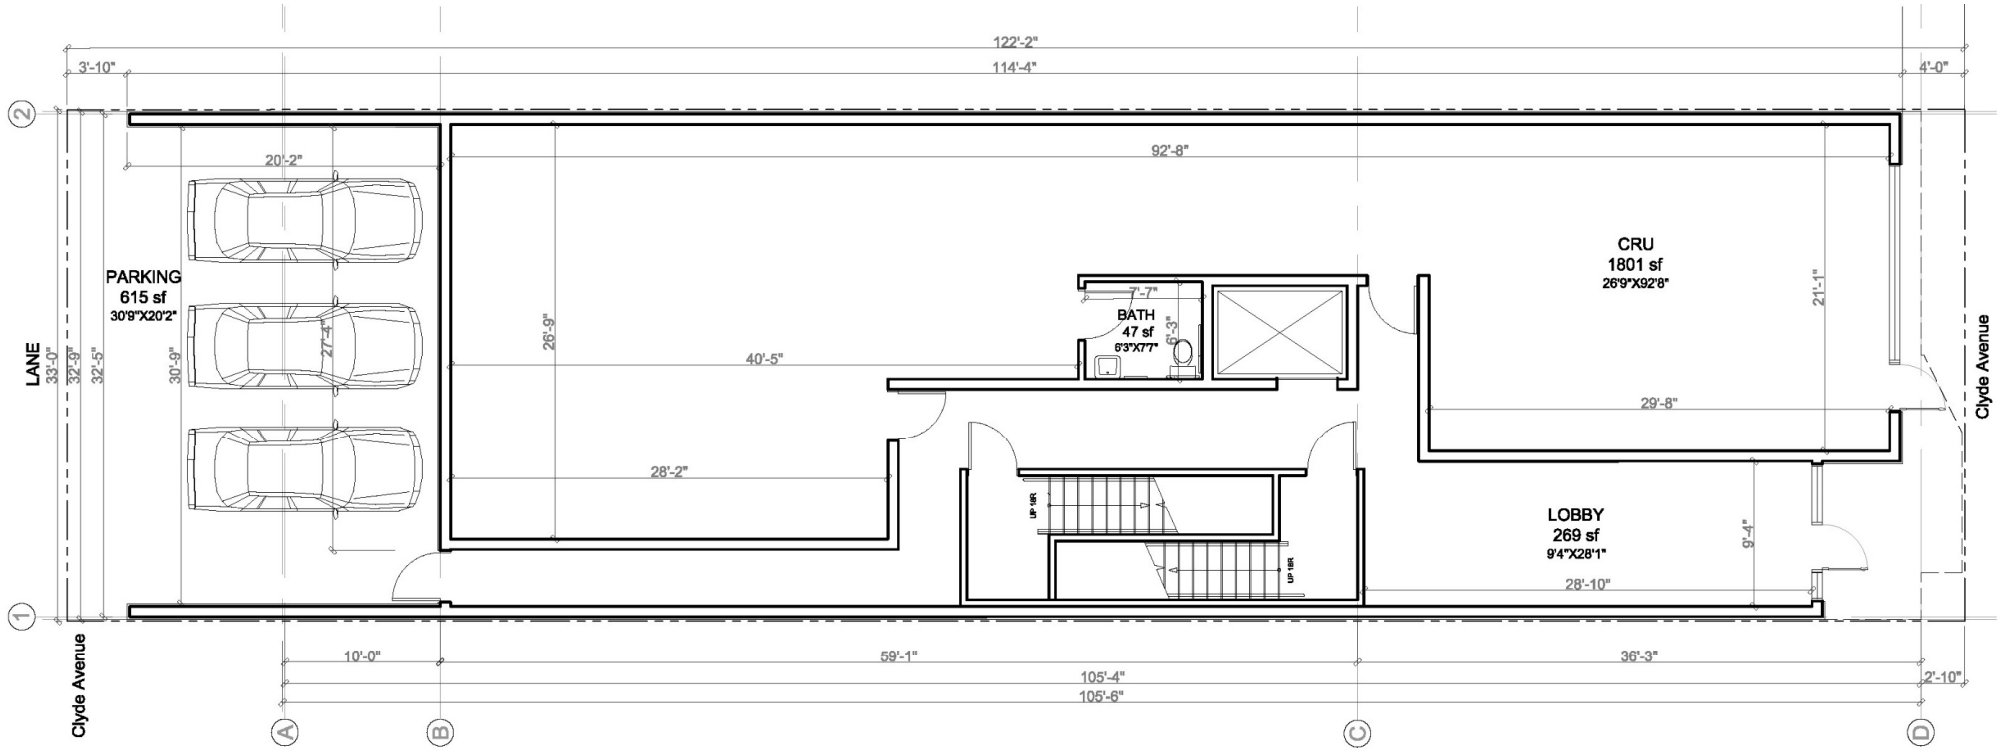 122'-2"
3'-10"
114'-4"
4'-0"
2
20'-2"
92'-8"
CRU
1801 sf
26'9"X92'8"
PARKING
615 sf
30'9"X20'2"
7'-7"
BATH
47 sf
6'3"X7'7"
6'-3"
21'-1"
LANE
33'-0"
32'-9"
32'-5"
30'-9"
27'-4"
26'-9"
40'-5"
Clyde Avenue
29'-8"
28'-2"
UP 18R
LOBBY
269 sf
9'4"X28'1"
9'-4"
UP 18R
28'-10"
1
Clyde Avenue
10'-0"
59'-1"
36'-3"
105'-4"
2'-10"
105'-6"
A
B
C
D